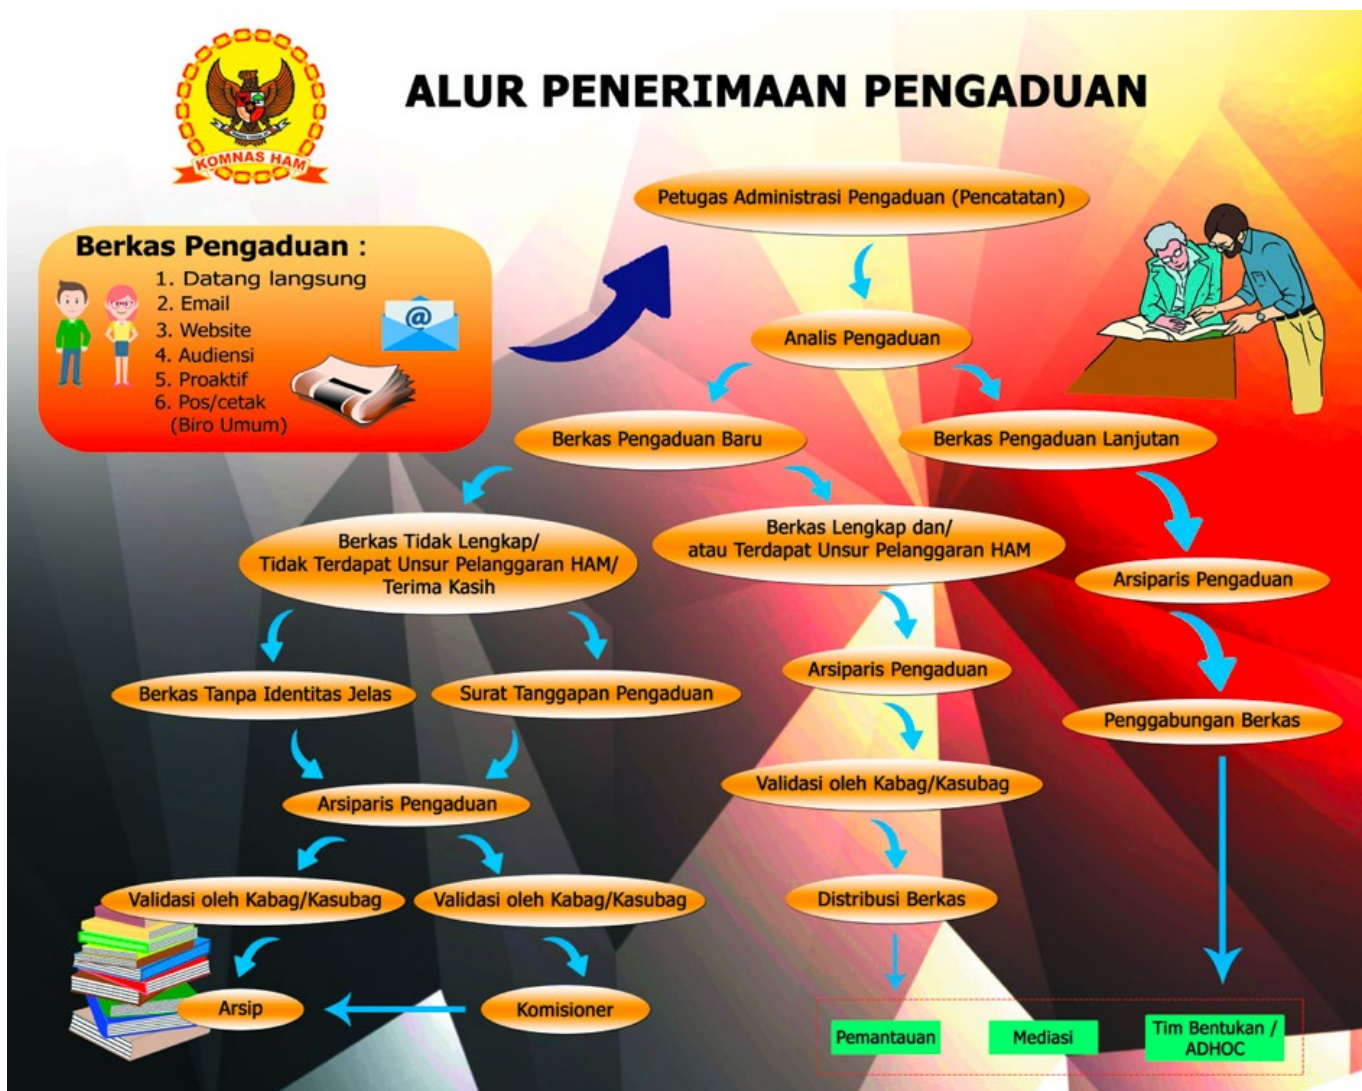 KOMNAS HAM
ALUR PENERIMAAN PENGADUAN
Berkas Pengaduan :
1. Datang langsung
2. Email
3. Website
4. Audiensi
5. Proaktif
6. Pos/cetak
(Biro Umum)
@
Petugas Administrasi Pengaduan (Pencatatan)
Analis Pengaduan
Berkas Pengaduan Baru
Berkas Pengaduan Lanjutan
Berkas Tidak Lengkap/
Tidak Terdapat Unsur Pelanggaran HAM/
Terima Kasih
Berkas Lengkap dan/
atau Terdapat Unsur Pelanggaran HAM
Arsiparis Pengaduan
Berkas Tanpa Identitas Jelas
Surat Tanggapan Pengaduan
Arsiparis Pengaduan
Penggabungan Berkas
Arsiparis Pengaduan
Validasi oleh Kabag/Kasubag
Validasi oleh Kabag/Kasubag
Validasi oleh Kabag/Kasubag
Distribusi Berkas
Arsip
Komisioner
Pemantauan
Mediasi
Tim Bentukan /
ADHOC